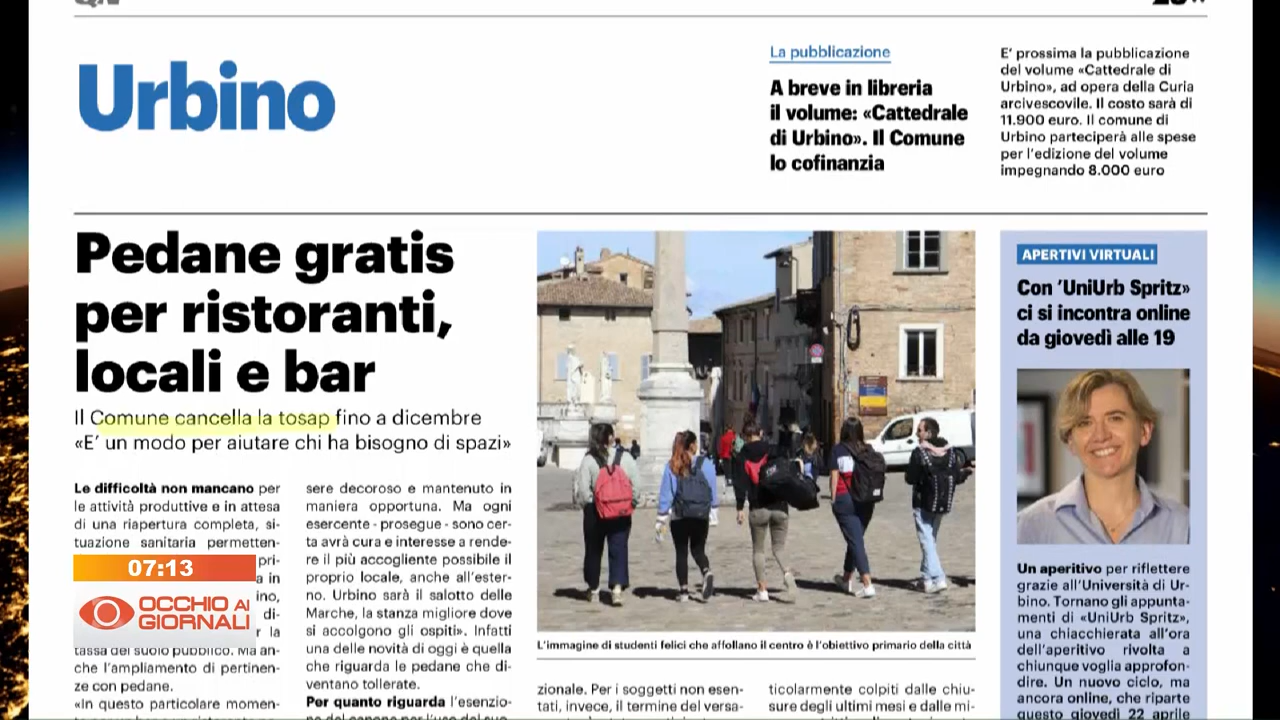 Urbino
La pubblicazione
A breve in libreria
il volume: «Cattedrale
di Urbino». Il Comune
lo cofinanzia
E' prossima la pubblicazione
del volume «Cattedrale di
Urbino», ad opera della Curia
arcivescovile. Il costo sarà di
11.900 euro. Il comune di
Urbino parteciperà alle spese
per l'edizione del volume
impegnando 8.000 euro
Pedane gratis
per ristoranti,
locali e bar
Il Comune cancella la tosap fino a dicembre
«E' un modo per aiutare chi ha bisogno di spazi»
Le difficoltà non mancano per
le attività produttive e in attesa
di una riapertura completa, si-
tuazione sanitaria permetten-
pri-
a in
ino,
di-
r la
tassa del suolo pubblico. Ma an-
che l'ampliamento di pertinen-
ze con pedane.
«In questo particolare momen-
07:13
OCCHIO AI
GIORNALI
sere decoroso e mantenuto in
maniera opportuna. Ma ogni
esercente - prosegue - sono cer-
ta avrà cura e interesse a rende-
re il più accogliente possibile il
proprio locale, anche all'ester-
no. Urbino sarà il salotto delle
Marche, la stanza migliore dove
si accolgono gli ospiti». Infatti
una delle novità di oggi è quella
che riguarda le pedane che di-
ventano tollerate.
Per quanto riguarda l'esenzio-
L'immagine di studenti felici che affollano il centro è l'obiettivo primario della città
zionale. Per i soggetti non esen-
tati, invece, il termine del versa-
ticolarmente colpiti dalle chiu-
sure degli ultimi mesi e dalle mi-
APERTIVI VIRTUALI
Con 'UniUrb Spritz»
ci si incontra online
da giovedì alle 19
Un aperitivo per riflettere
grazie all'Università di Ur-
bino. Tornano gli appunta-
menti di «UniUrb Spritz»,
una chiacchierata all'ora
dell'aperitivo rivolta a
chiunque voglia approfon-
dire. Un nuovo ciclo, ma
ancora online, che riparte
questo giovedì 22 aprile